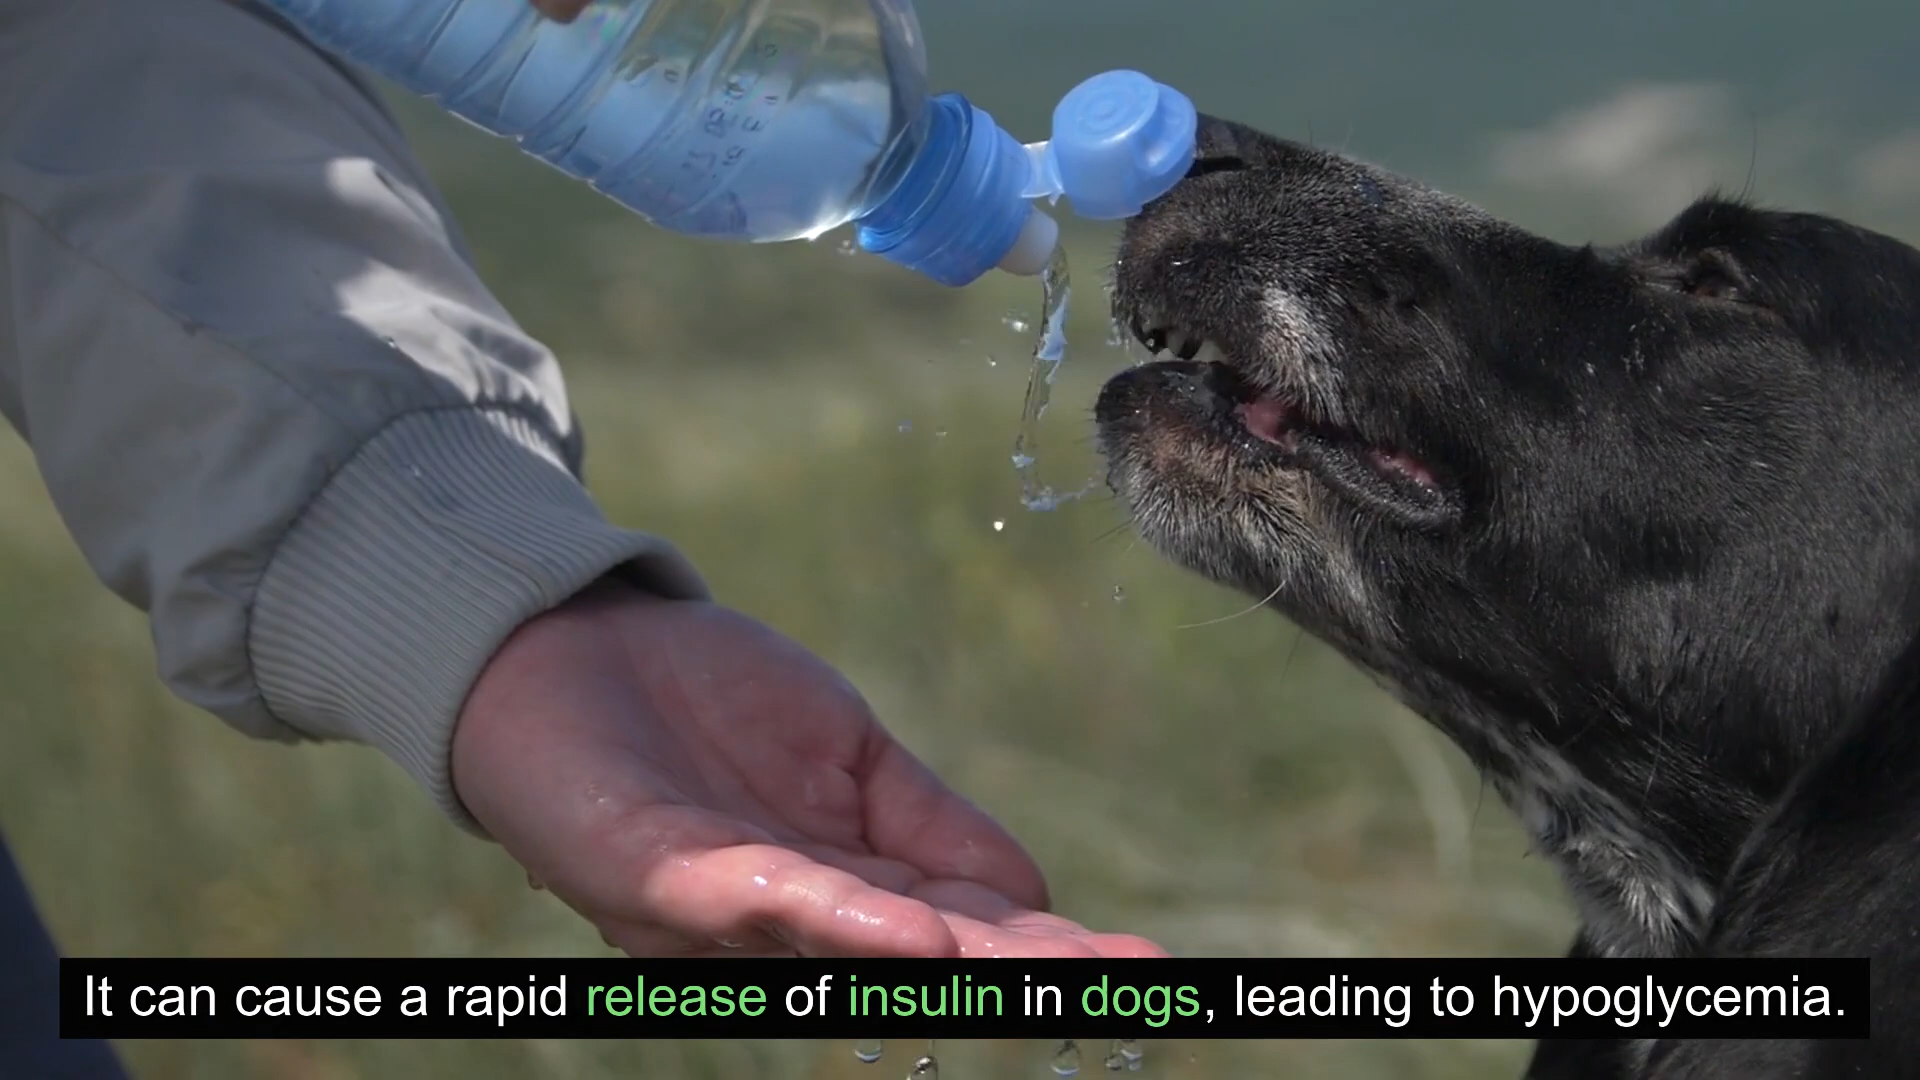 It can cause a rapid release of insulin in dogs, leading to hypoglycemia.